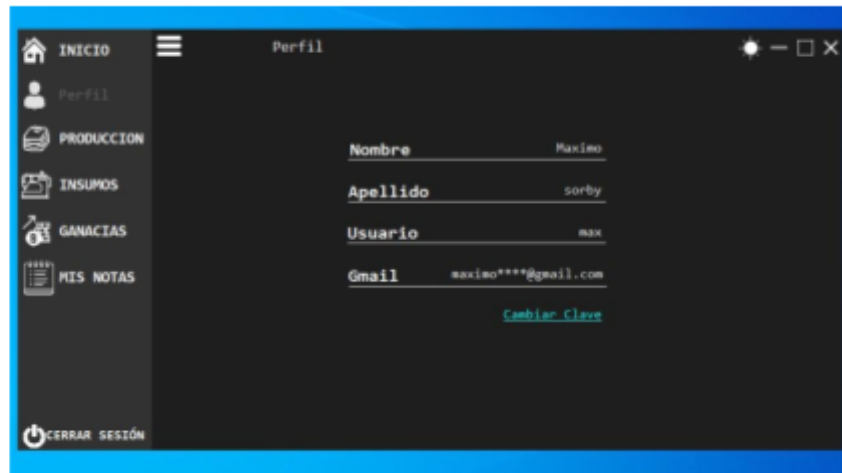 INICIO
Perfil
PRODUCCION
INSUMOS
GANACIAS
MIS NOTAS
CERRAR SESIÓN
Perfil
Nombre Maximo
Apellido sorby
Usuario max
Gmail maximo****@gmail.com
Cambiar Clave